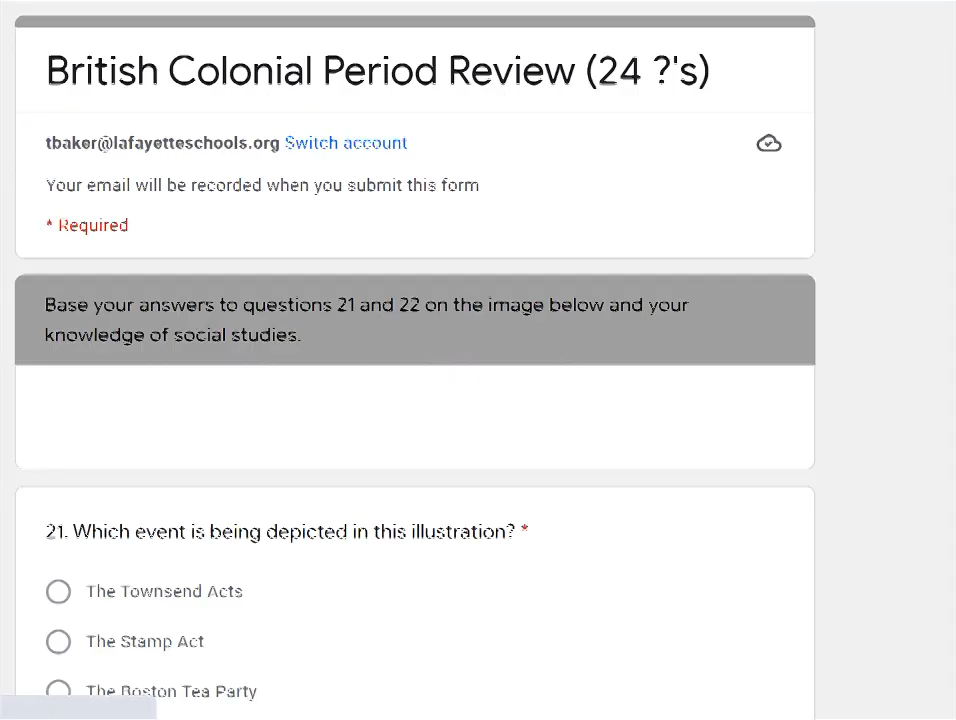 British Colonial Period Review (24 ?'s)
tbaker@lafayetteschools.org Switch account
Your email will be recorded when you submit this form
* Required
Base your answers to questions 21 and 22 on the image below and your
knowledge of social studies.
21. Which event is being depicted in this illustration? *
The Townsend Acts
The Stamp Act
The Boston Tea Party